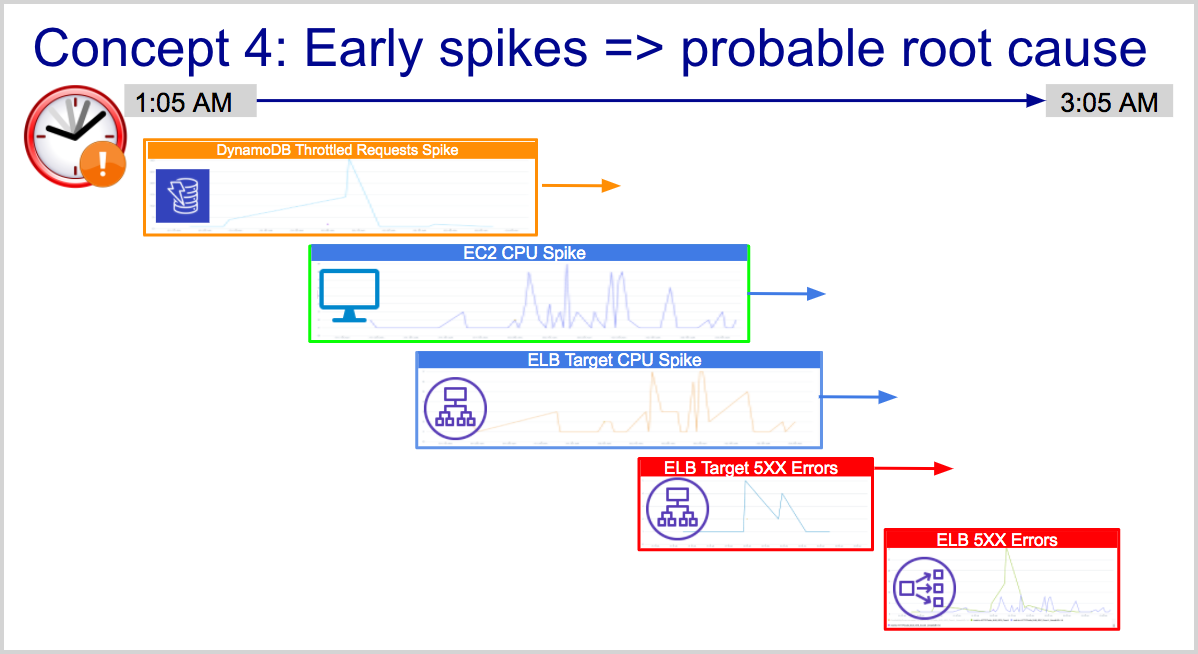 Concept 4: Early spikes => probable root cause
1:05 AM
3:05 AM
DynamoDB Throttled Requests Spike
EC2 CPU Spike
ELB Target CPU Spike
ELB Target 5XX Errors
ELB 5XX Errors